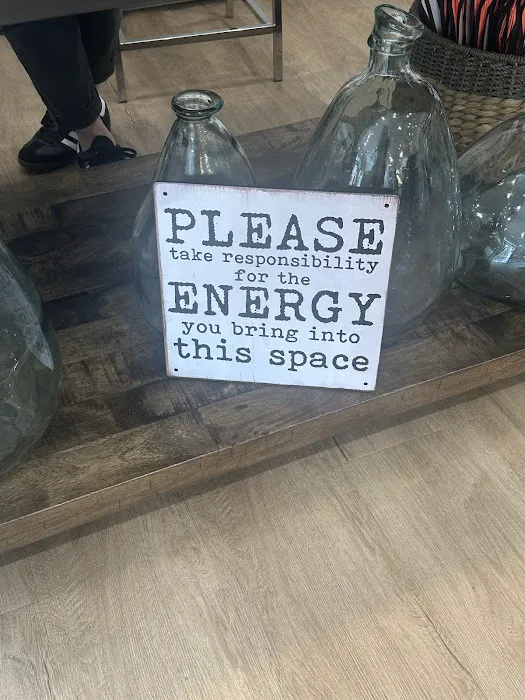 PLEASE
take responsibility
for the
ENERGY
you bring into
this space